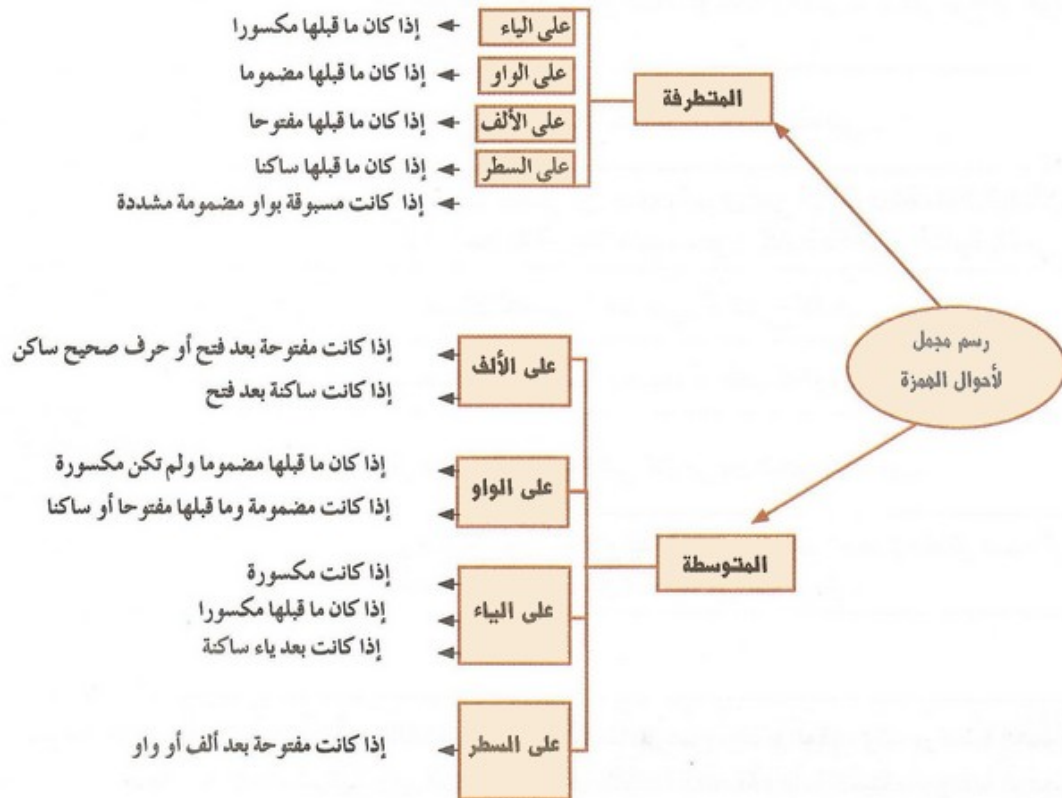 رسم مجمل
لأحوال الهمزة
المتطرفة
على الياء
إذا كان ما قبلها مكسورا
على الواو
إذا كان ما قبلها مضموما
على الألف
إذا كان ما قبلها مفتوحا
على السطر
إذا كان ما قبلها ساكنا
إذا كانت مسبوقة بواو مضمومة مشددة
المتوسطة
على الألف
إذا كانت مفتوحة بعد فتح أو حرف صحيح ساكن
إذا كانت ساكنة بعد فتح
على الواو
إذا كان ما قبلها مضموما ولم تكن مكسورة
إذا كانت مضمومة وما قبلها مفتوحا أو ساكنا
على الياء
إذا كانت مكسورة
إذا كان ما قبلها مكسورا
إذا كانت بعد ياء ساكنة
على السطر
إذا كانت مفتوحة بعد ألف أو واو